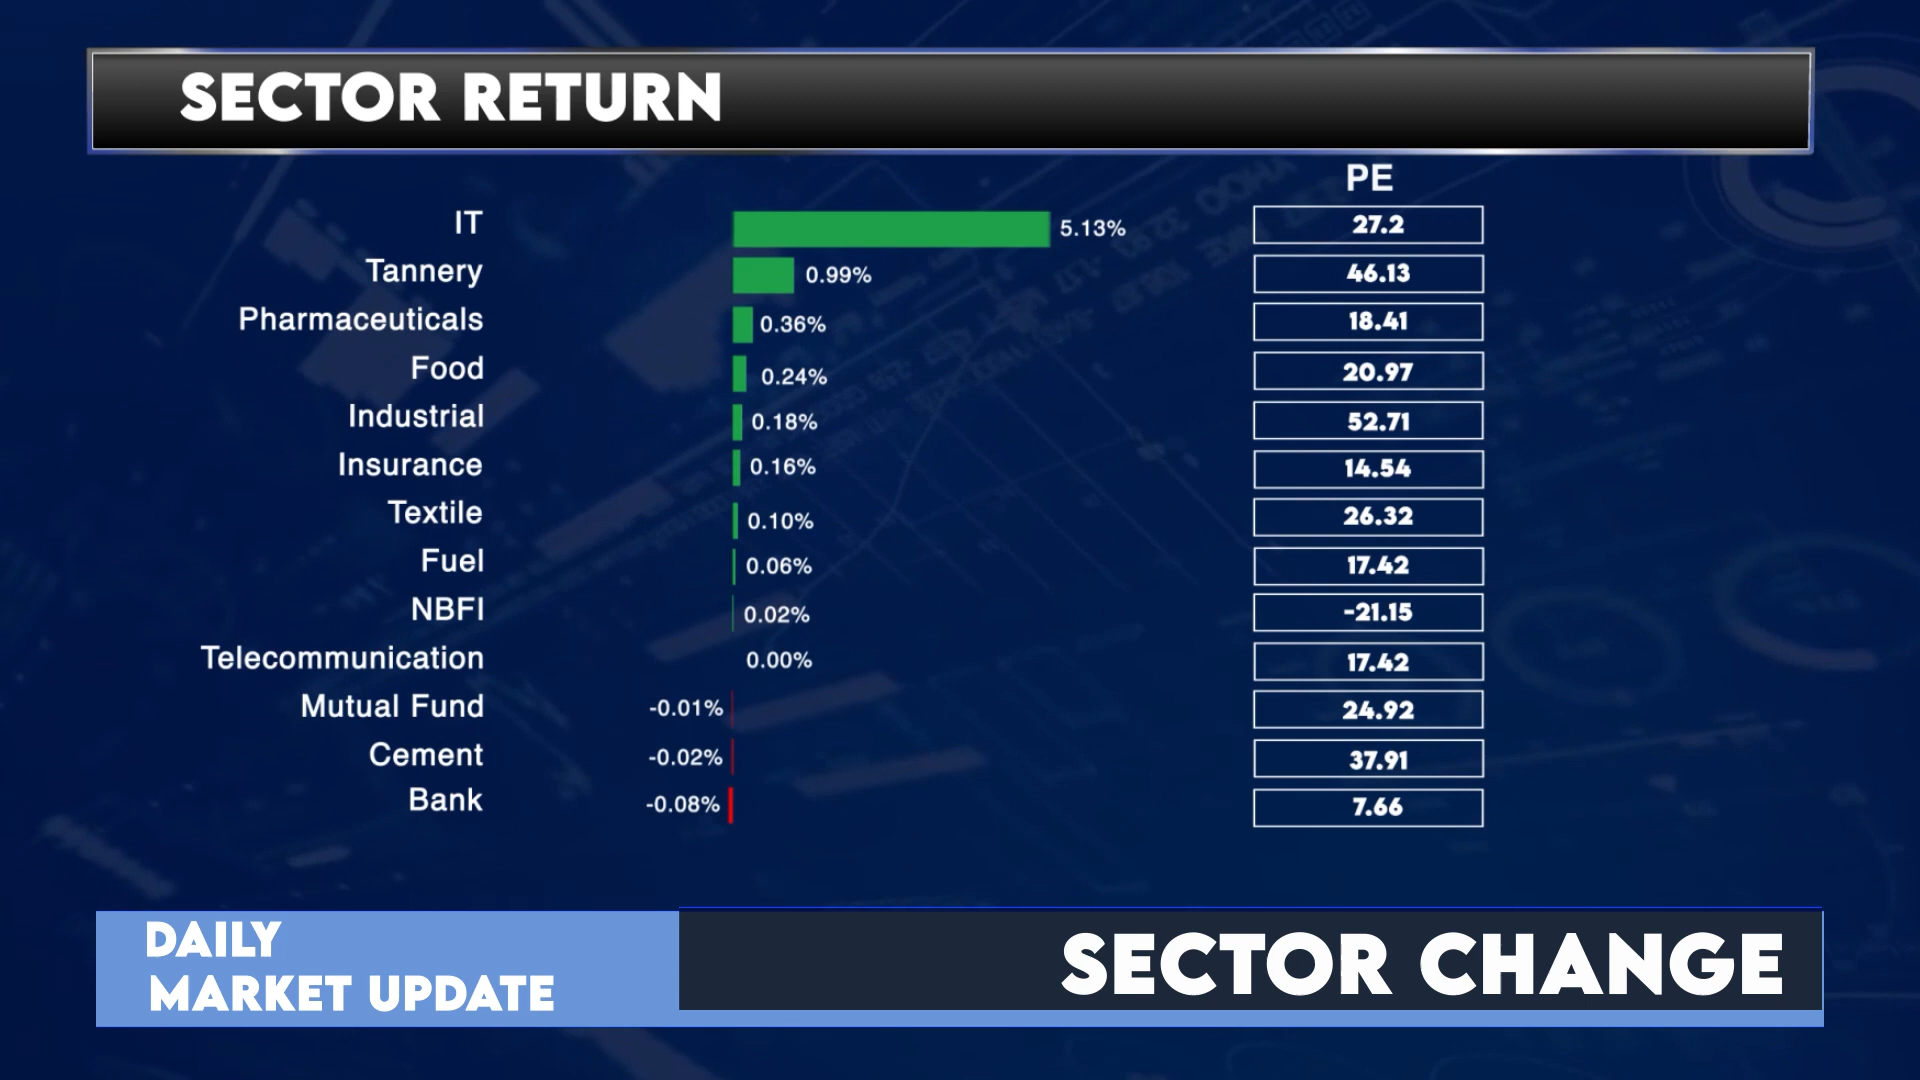 SECTOR RETURN
PE
IT 5.13% 27.2
Tannery 0.99% 46.13
Pharmaceuticals 0.36% 18.41
Food 0.24% 20.97
Industrial 0.18% 52.71
Insurance 0.16% 14.54
Textile 0.10% 26.32
Fuel 0.06% 17.42
NBFI 0.02% -21.15
Telecommunication 0.00% 17.42
Mutual Fund -0.01% 24.92
Cement -0.02% 37.91
Bank -0.08% 7.66
DAILY
MARKET UPDATE
SECTOR CHANGE